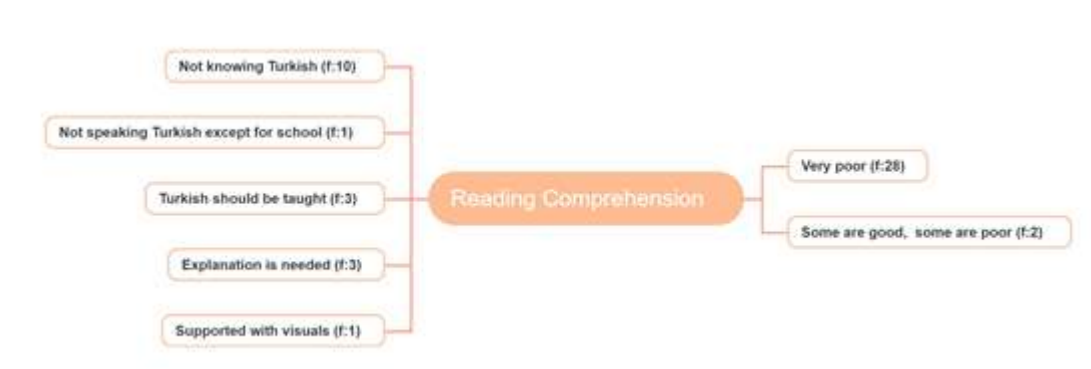 Not knowing Turkish (f:10)
Not speaking Turkish except for school (f:1)
Turkish should be taught (f:3)
Explanation is needed (f:3)
Supported with visuals (f:1)
Reading Comprehension
Very poor (f:28)
Some are good, some are poor (f:2)